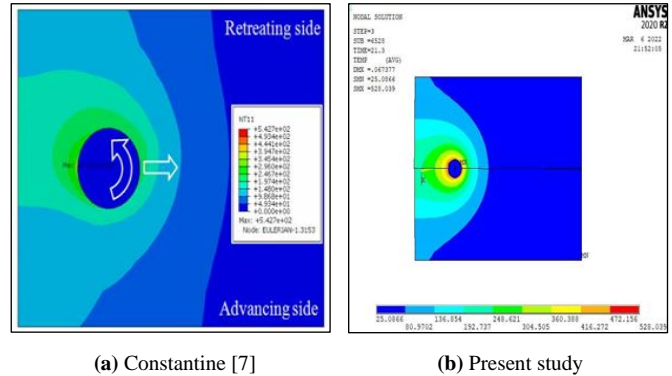 Retreating side
NT11
+5.427e+02
+4.934e+02
+4.441e+02
+3.947e+02
+3.454e+02
+2.960e+02
+2.467e+02
+1.974e+02
+1.480e+02
+9.868e+01
+4.934e+01
+0.000e+00
Max: +5.427e+02
Node: EULERIAN-1.3153
Max
Advancing side
(a) Constantine [7]
NODAL SOLUTION
STEP=3
SUB =4528
TIME=21.3
TEMP (AVG)
DMX =.067377
SMN =25.0866
SMX =528.039
ANSYS
2020 R2
MAR 6 2022
21:52:05
MX
X
MN
25.0866 136.854 248.621 360.388 472.156
80.9702 192.737 304.505 416.272 528.039
(b) Present study